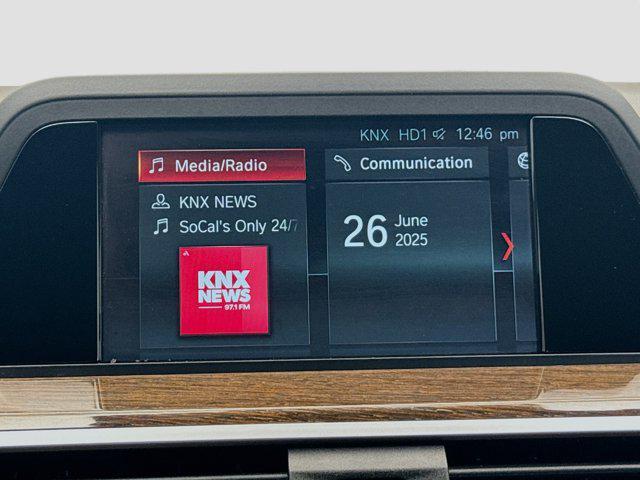 KNX HD1 12:46 pm
Media/Radio
Communication
KNX NEWS
SoCal's Only 24/7
26 June
2025
KNX
NEWS
97.1 FM